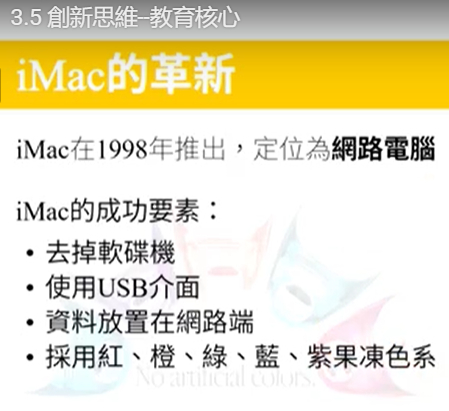 3.5 創新思維--教育核心
iMac的革新
iMac在1998年推出，定位為網路電腦
iMac的成功要素：
• 去掉軟碟機
• 使用USB介面
• 資料放置在網路端
• 採用紅、橙、綠、藍、紫果凍色系
No artificial colors.